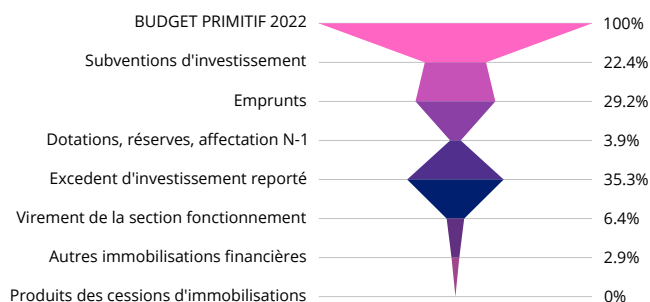 BUDGET PRIMITIF 2022 100%
Subventions d'investissement 22.4%
Emprunts 29.2%
Dotations, réserves, affectation N-1 3.9%
Excedent d'investissement reporté 35.3%
Virement de la section fonctionnement 6.4%
Autres immobilisations financières 2.9%
Produits des cessions d'immobilisations 0%